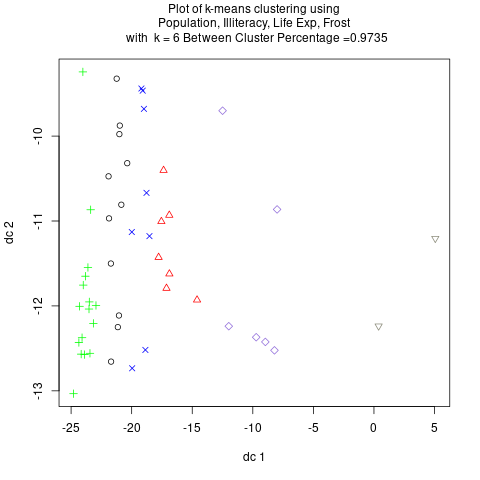 Plot of k-means clustering using
Population, Illiteracy, Life Exp, Frost
with k = 6 Between Cluster Percentage =0.9735
-10
-11
-12
-13
dc 2
-25 -20 -15 -10 -5 0 5
dc 1